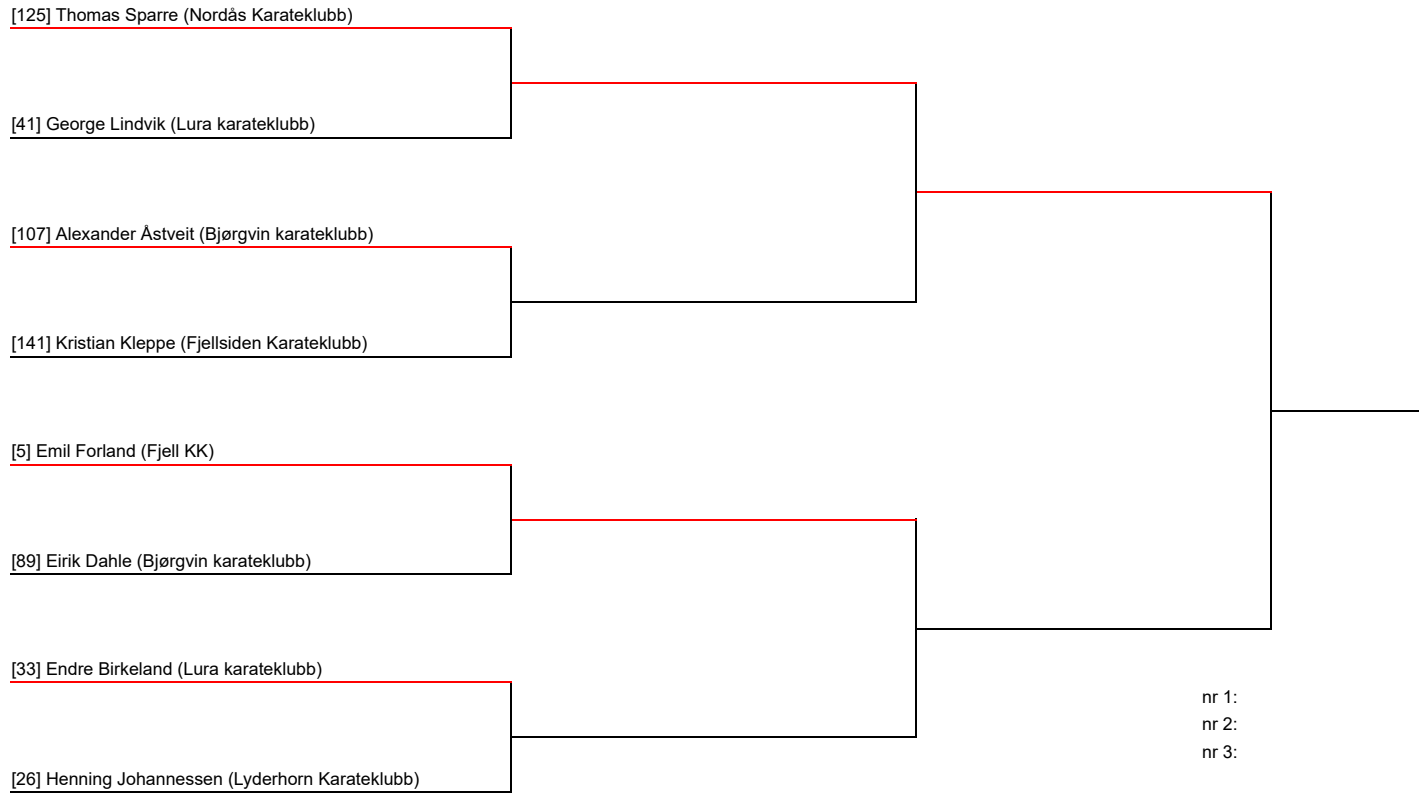 [125] Thomas Sparre (Nordås Karateklubb)
[41] George Lindvik (Lura karateklubb)
[107] Alexander Åstveit (Bjørgvin karateklubb)
[141] Kristian Kleppe (Fjellsiden Karateklubb)
[5] Emil Forland (Fjell KK)
[89] Eirik Dahle (Bjørgvin karateklubb)
[33] Endre Birkeland (Lura karateklubb)
[26] Henning Johannessen (Lyderhorn Karateklubb)
nr 1:
nr 2:
nr 3: